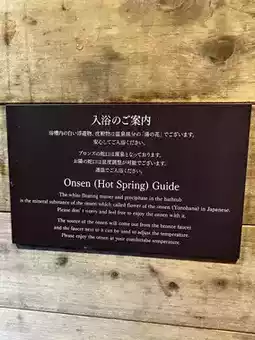 入浴のご案内
浴槽内の白い浮遊物、沈殿物は温泉成分の「湯の花」でございます。
安心してご入浴ください。
ブロンズの蛇口は源泉となっております。
お隣の蛇口は温度調整が可能でございます。
適温でご入浴ください。
Onsen (Hot Spring) Guide
The white floating matter and precipitate in the bathtub
is the mineral substance of the onsen which called flower of the onsen (Yunohana) in Japanese.
Please don't worry and feel free to enjoy the onsen with it.
The source of the onsen will come out from the bronze faucet
and the faucet next to it can be used to adjust the temperature.
Please enjoy the onsen at your comfortable temperature.